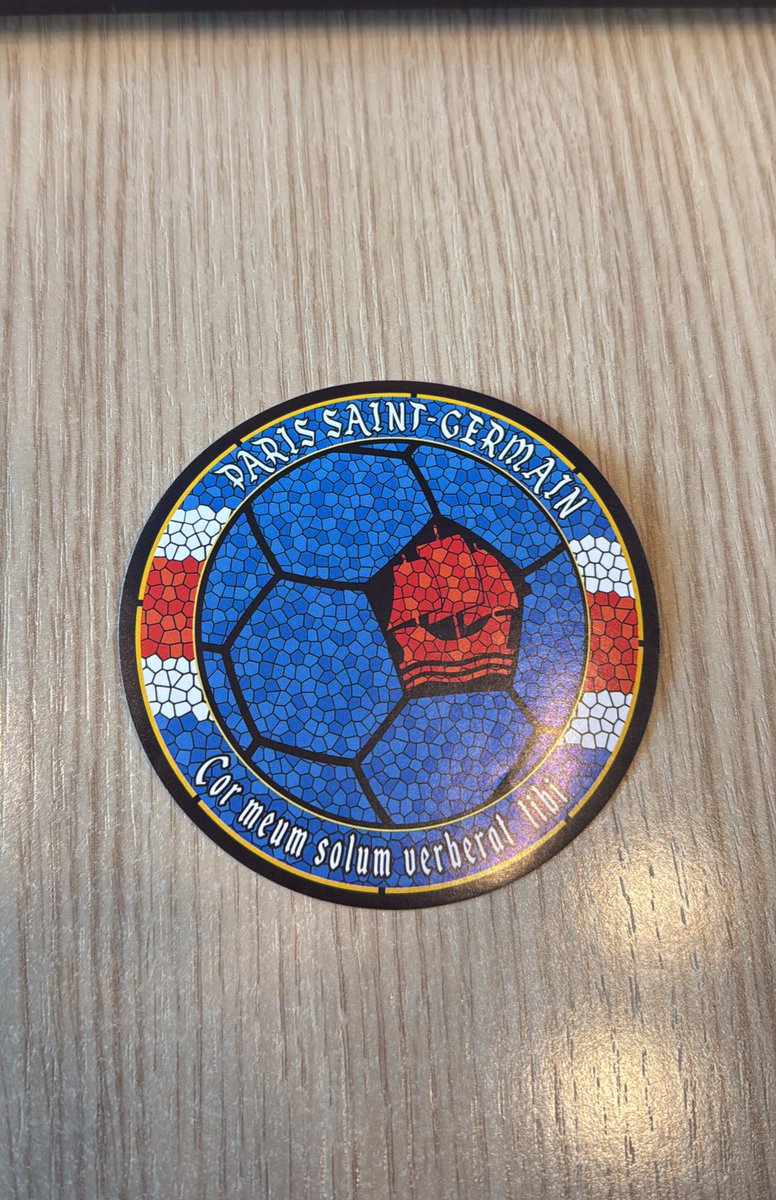 PARIS SAINT-GERMAIN
Cor meum solum verberat tibi